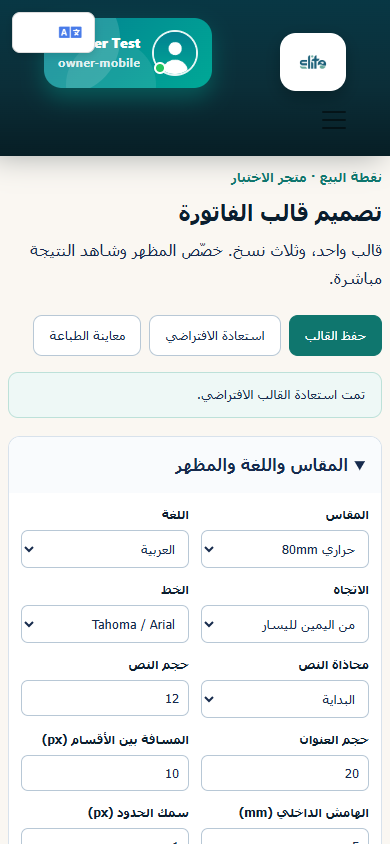 er Test
owner-mobile
elite
نقطة البيع · متجر الاختبار
تصميم قالب الفاتورة
قالب واحد، وثلاث نسخ. خصّص المظهر وشاهد النتيجة
مباشرة.
حفظ القالب
استعادة الافتراضي
معاينة الطباعة
تمت استعادة القالب الافتراضي.
▼ المقاس واللغة والمظهر
المقاس
اللغة
حراري 80mm
العربية
الاتجاه
الخط
من اليمين لليسار
Tahoma / Arial
محاذاة النص
حجم النص
البداية
12
حجم العنوان
المسافة بين الأقسام (px)
20
10
الهامش الداخلي (mm)
سمك الحدود (px)